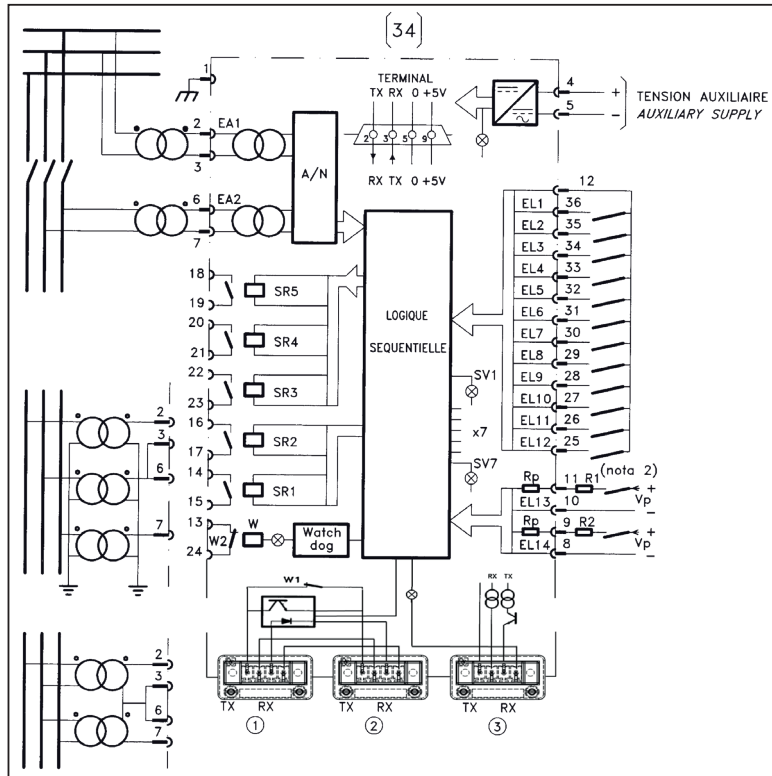 [34]
1
TERMINAL
TX RX 0 +5V
2 3 5 9
RX TX 0 +5V
4 +
5 −
TENSION AUXILIAIRE
AUXILIARY SUPPLY
2 EA1
3
6 EA2
7
A/N
12
EL1 36
EL2 35
EL3 34
EL4 33
EL5 32
EL6 31
EL7 30
EL8 29
EL9 28
EL10 27
EL11 26
EL12 25
18
19
SR5
20
21
SR4
22
23
SR3
16
17
SR2
14
15
SR1
13
24
W2
W
Watch
dog
LOGIQUE
SEQUENTIELLE
SV1
x7
SV7
(nota 2)
Rp 11 R1 +
Vp
EL13 10 −
Rp 9 R2 +
Vp
EL14 8 −
2
3
6
7
W1
RX TX
2
3
6
7
TX RX
1
TX RX
2
TX RX
3